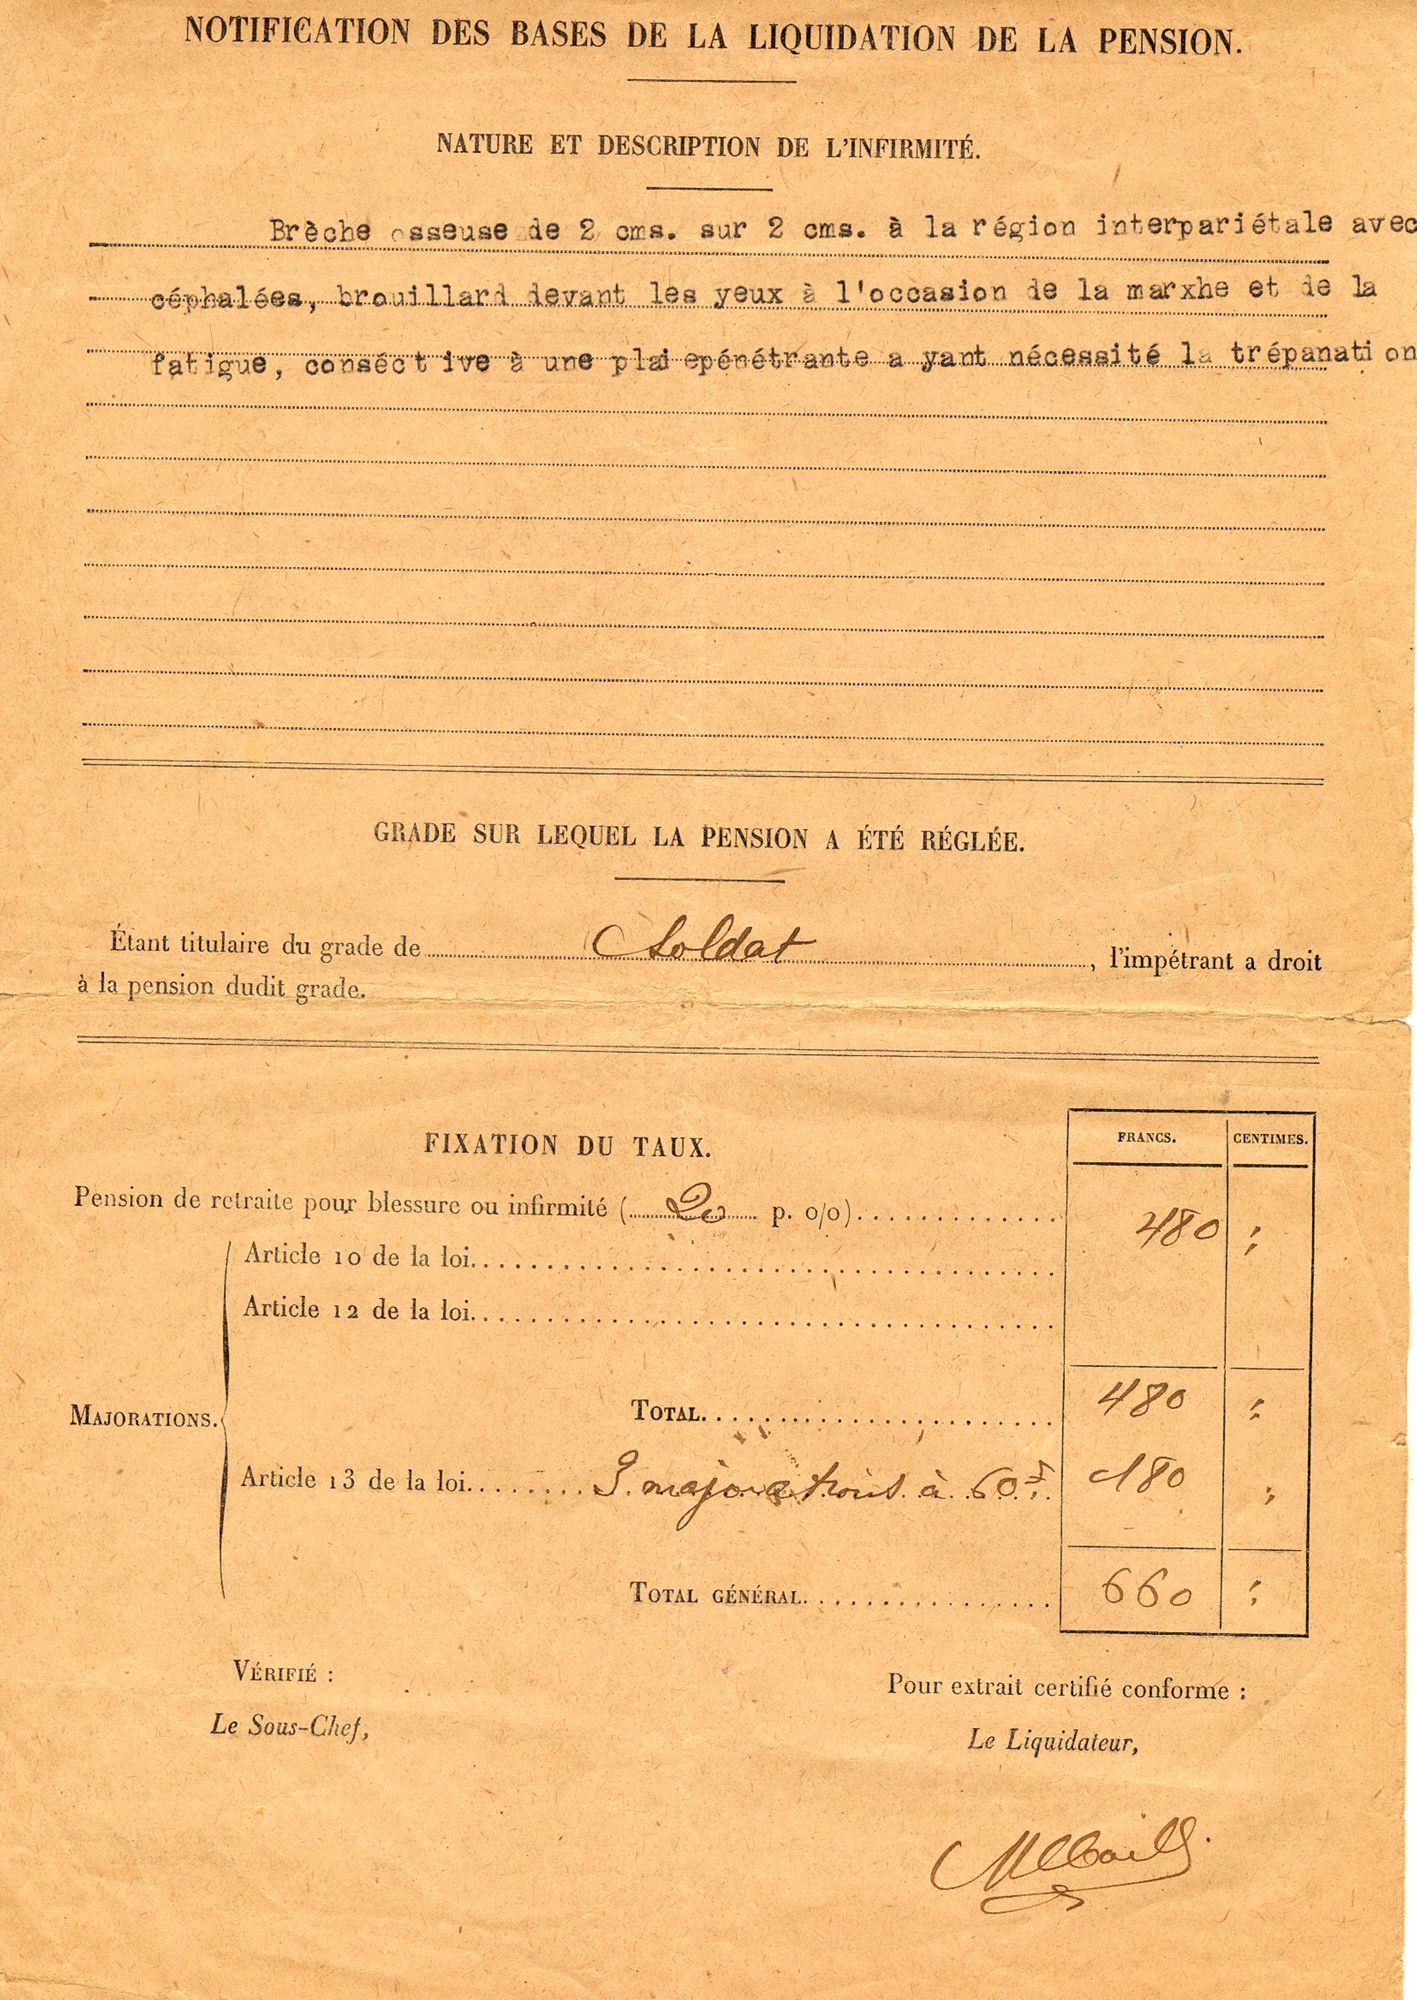 NOTIFICATION DES BASES DE LA LIQUIDATION DE LA PENSION.
NATURE ET DESCRIPTION DE L'INFIRMITÉ.
Brèche osseuse de 2 cms. sur 2 cms. à la région interpariétale avec
céphalées, brouillard devant les yeux à l'occasion de la marxhe et de la
fatigue, conséct ive à une plai epénétrante a yant nécessité la trépanation
GRADE SUR LEQUEL LA PENSION A ÉTÉ RÉGLÉE.
Étant titulaire du grade de Soldat, l'impétrant a droit
à la pension dudit grade.
FIXATION DU TAUX.
FRANCS. CENTIMES.
Pension de retraite pour blessure ou infirmité ( 20 p. 0/0). 480 "
Article 10 de la loi.
Article 12 de la loi.
TOTAL. 480 "
MAJORATIONS.
Article 13 de la loi. 3 majorations à 60 f. 180 "
TOTAL GÉNÉRAL. 660 "
VÉRIFIÉ :
Pour extrait certifié conforme :
Le Sous-Chef,
Le Liquidateur,